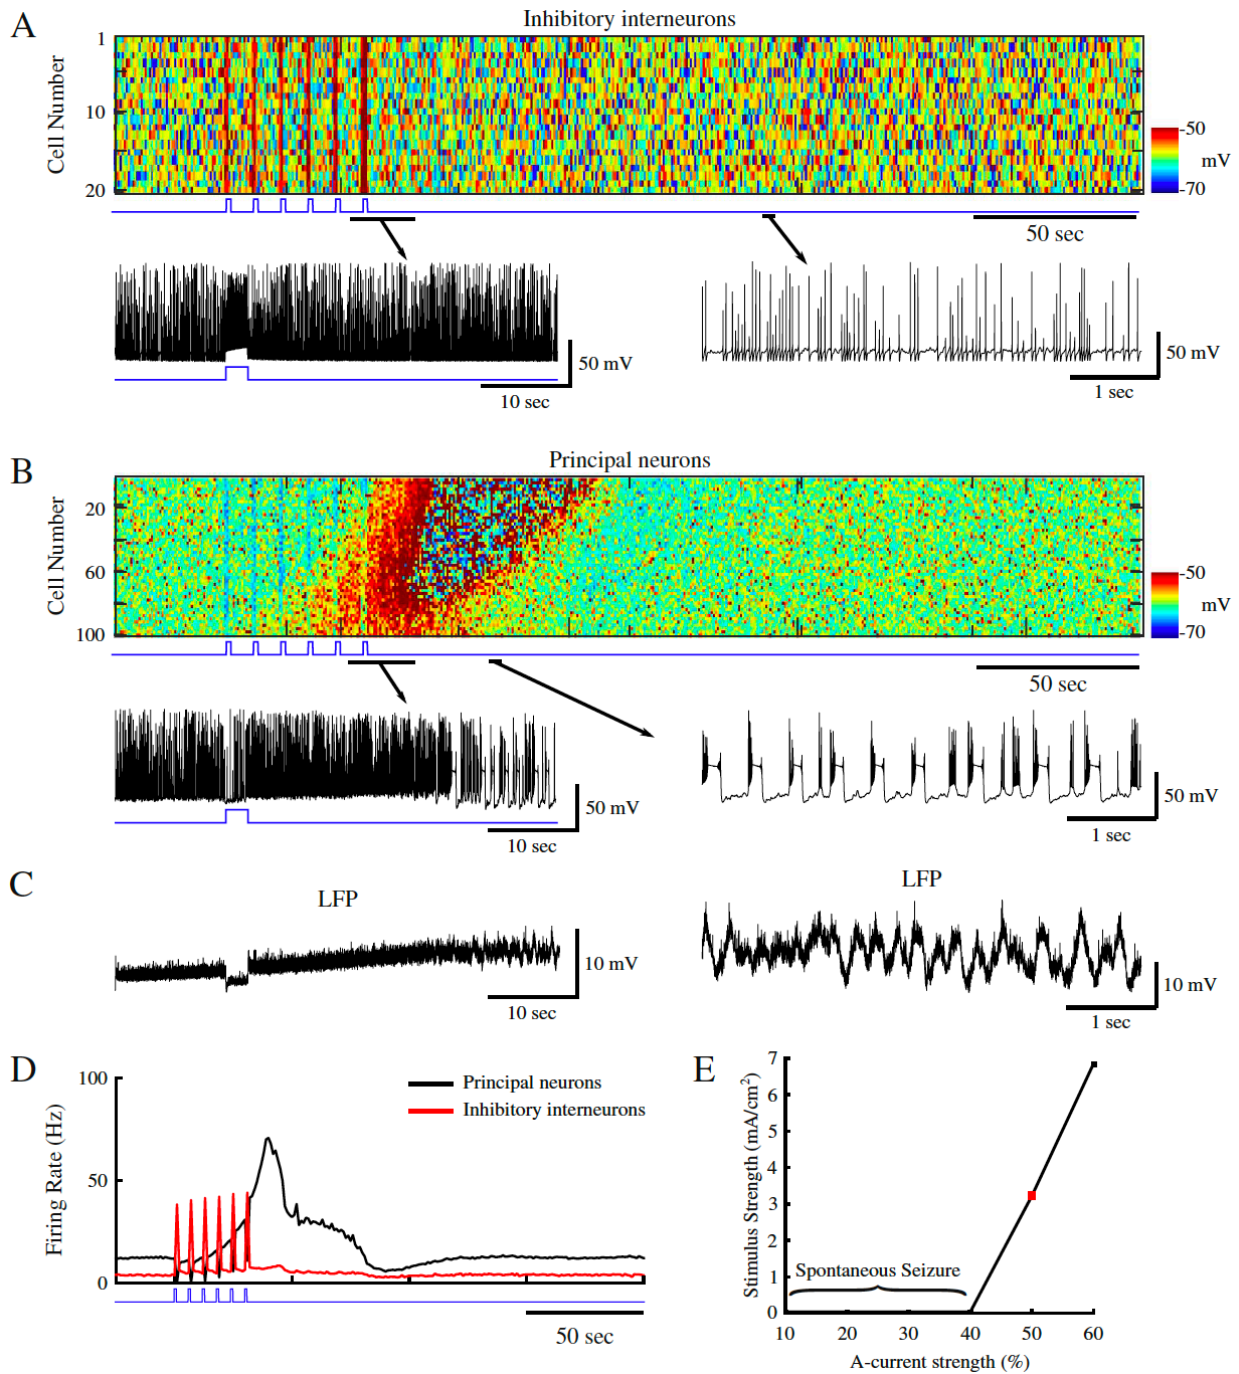 A
Inhibitory interneurons
Cell Number
1
10
20
-50
mV
-70
50 sec
50 mV
10 sec
50 mV
1 sec
B
Principal neurons
Cell Number
20
60
100
-50
mV
-70
50 sec
50 mV
10 sec
50 mV
1 sec
C
LFP
10 mV
10 sec
LFP
10 mV
1 sec
D
Firing Rate (Hz)
100
50
0
Principal neurons
Inhibitory interneurons
50 sec
E
Stimulus Strength (mA/cm²)
7
6
5
4
3
2
1
0
Spontaneous Seizure
10 20 30 40 50 60
A-current strength (%)